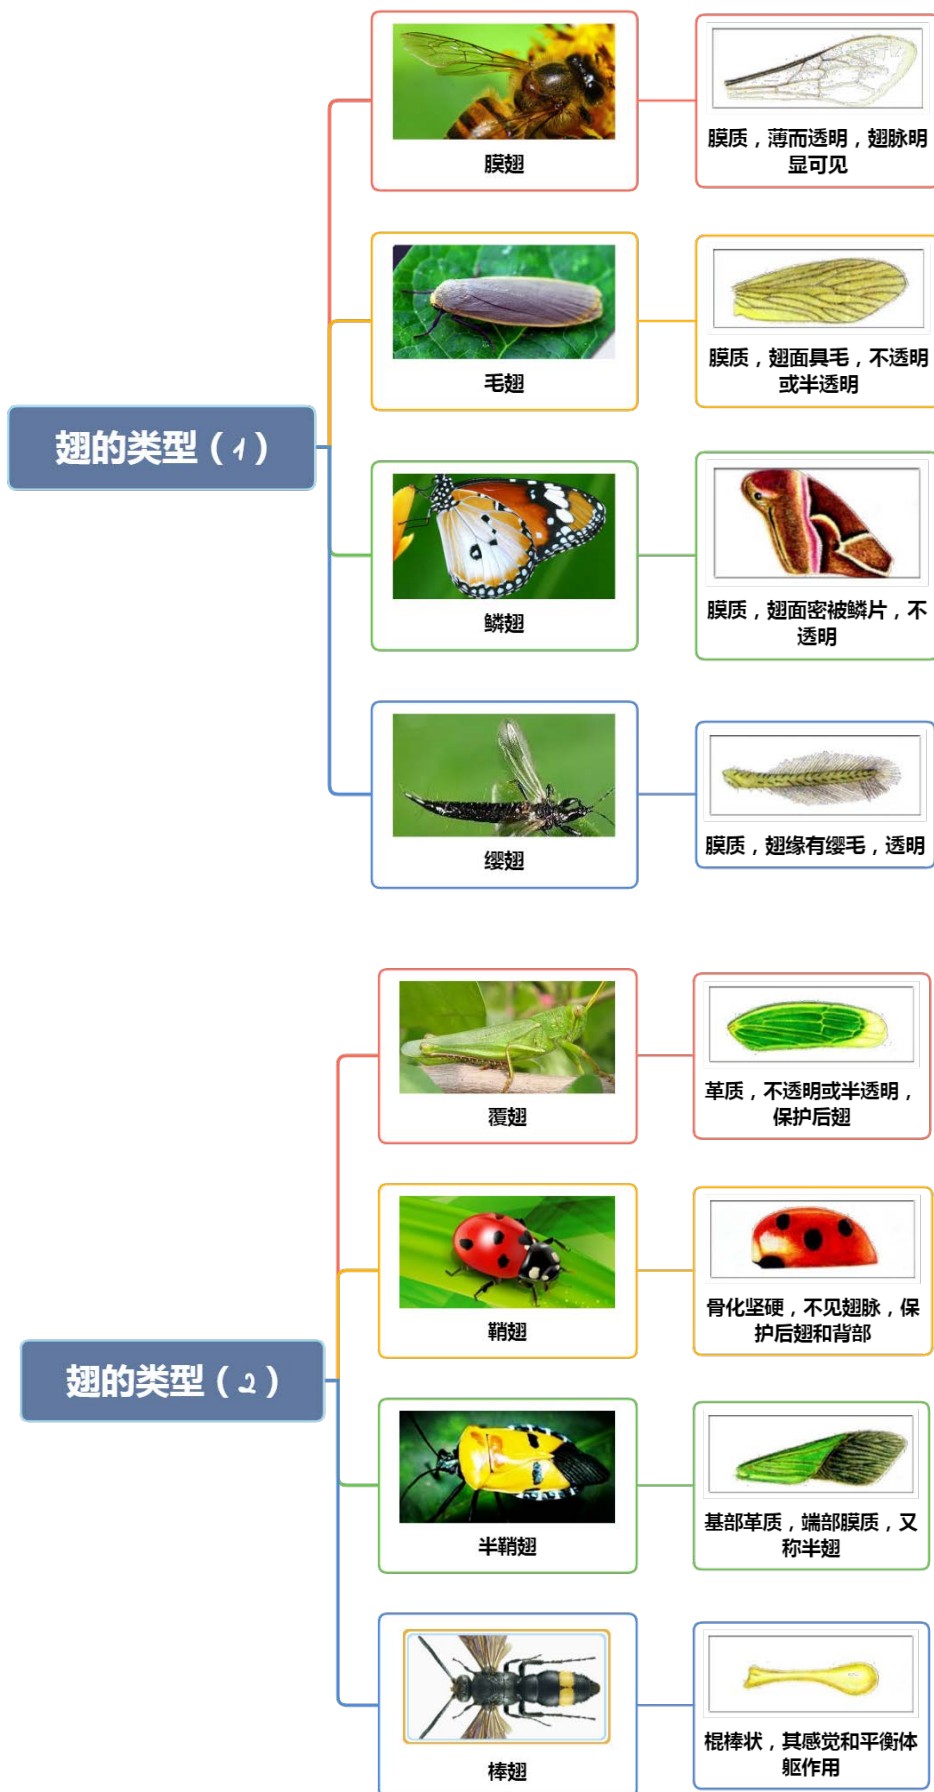 膜翅
膜质，薄而透明，翅脉明
显可见
毛翅
膜质，翅面具毛，不透明
或半透明
翅的类型（1）
鳞翅
膜质，翅面密被鳞片，不
透明
缨翅
膜质，翅缘有缨毛，透明
覆翅
革质，不透明或半透明，
保护后翅
鞘翅
骨化坚硬，不见翅脉，保
护后翅和背部
翅的类型（2）
半鞘翅
基部革质，端部膜质，又
称半翅
棒翅
棍棒状，其感觉和平衡体
躯作用